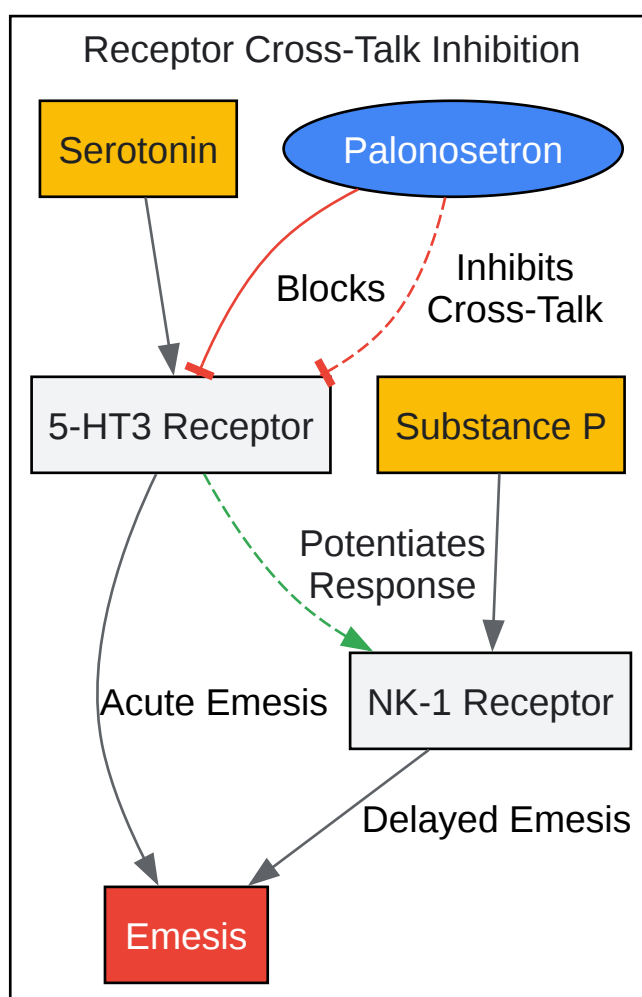 Receptor Cross-Talk Inhibition
Serotonin
Palonosetron
Blocks
Inhibits
Cross-Talk
5-HT3 Receptor
Substance P
Potentiates
Response
Acute Emesis
NK-1 Receptor
Delayed Emesis
Emesis